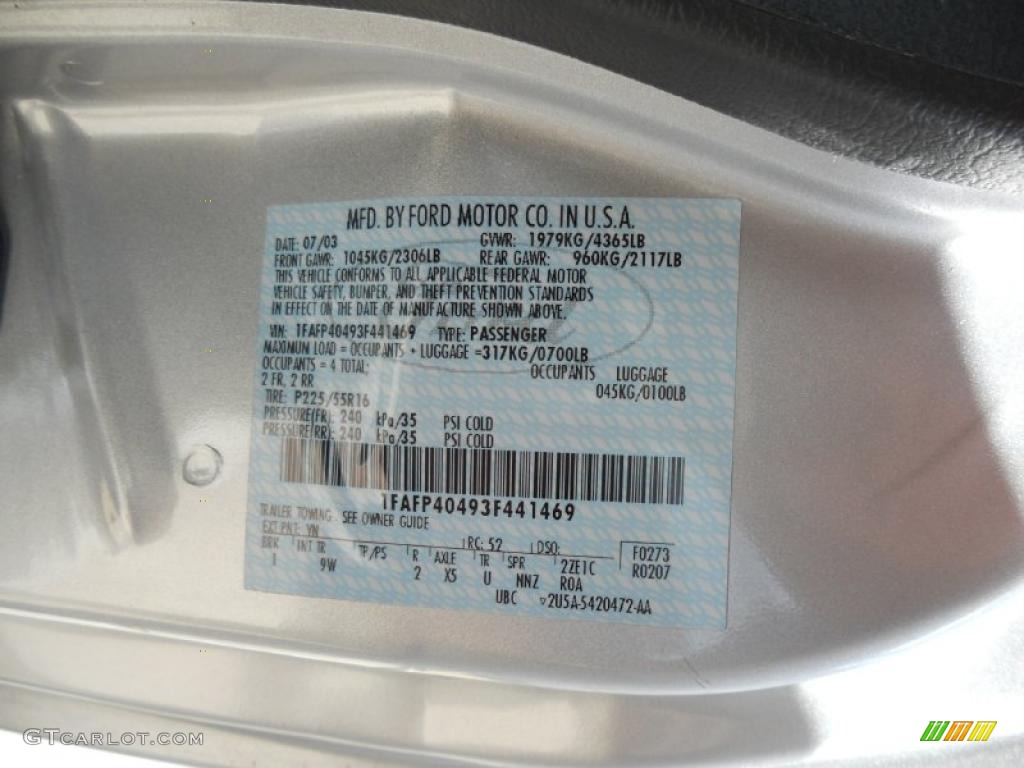 MFD. BY FORD MOTOR CO. IN U.S.A.
DATE: 07/03 GVWR: 1979KG/4365LB
FRONT GAWR: 1045KG/2306LB REAR GAWR: 960KG/2117LB
THIS VEHICLE CONFORMS TO ALL APPLICABLE FEDERAL MOTOR
VEHICLE SAFETY, BUMPER, AND THEFT PREVENTION STANDARDS
IN EFFECT ON THE DATE OF MANUFACTURE SHOWN ABOVE.
VIN: 1FAFP40493F441469 TYPE: PASSENGER
MAXIMUM LOAD = OCCUPANTS + LUGGAGE =317KG/0700LB
OCCUPANTS = 4 TOTAL: OCCUPANTS LUGGAGE
2 FR, 2 RR 045KG/0100LB
TIRE: P225/55R16
PRESSURE(FR): 240 kPa/35 PSI COLD
PRESSURE(RR): 240 kPa/35 PSI COLD
1FAFP40493F441469
TRAILER TOWING - SEE OWNER GUIDE
EXT PNT: YN RC: 52 DSO: F0273
BRK INT TR TP/PS R AXLE TR SPR 2ZE1C R0207
1 9W 2 X5 U NNZ ROA
UBC ▽2U5A-5420472-AA
GTCarLot.com